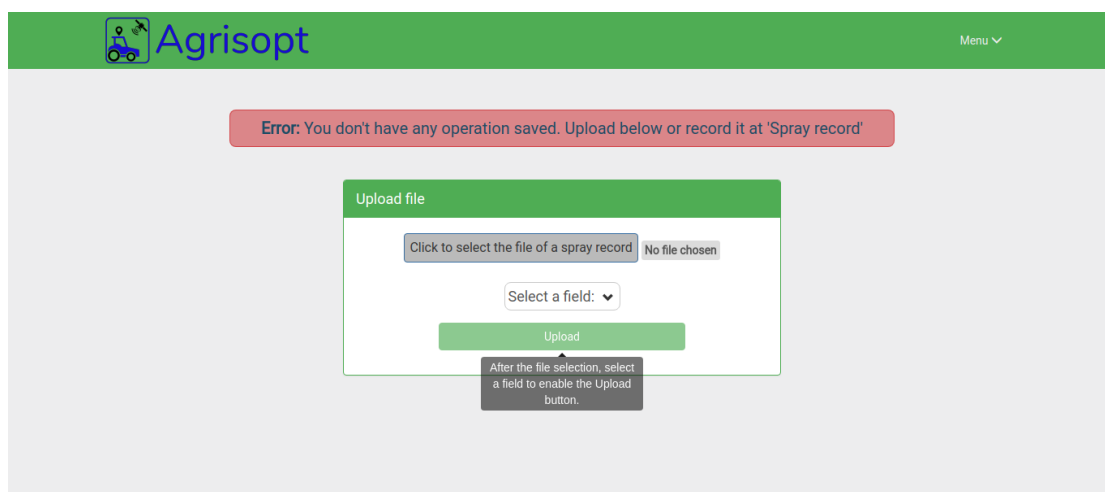 Agrisopt
Menu
Error: You don't have any operation saved. Upload below or record it at 'Spray record'
Upload file
Click to select the file of a spray record No file chosen
Select a field:
Upload
After the file selection, select
a field to enable the Upload
button.